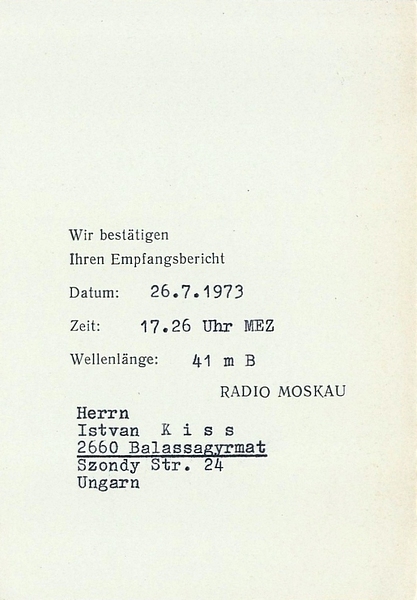 Wir bestätigen
Ihren Empfangsbericht
Datum: 26.7.1973
Zeit: 17.26 Uhr MEZ
Wellenlänge: 41 m B
RADIO MOSKAU
Herrn
Istvan K i s s
2660 Balassagyrmat
Szondy Str. 24
Ungarn